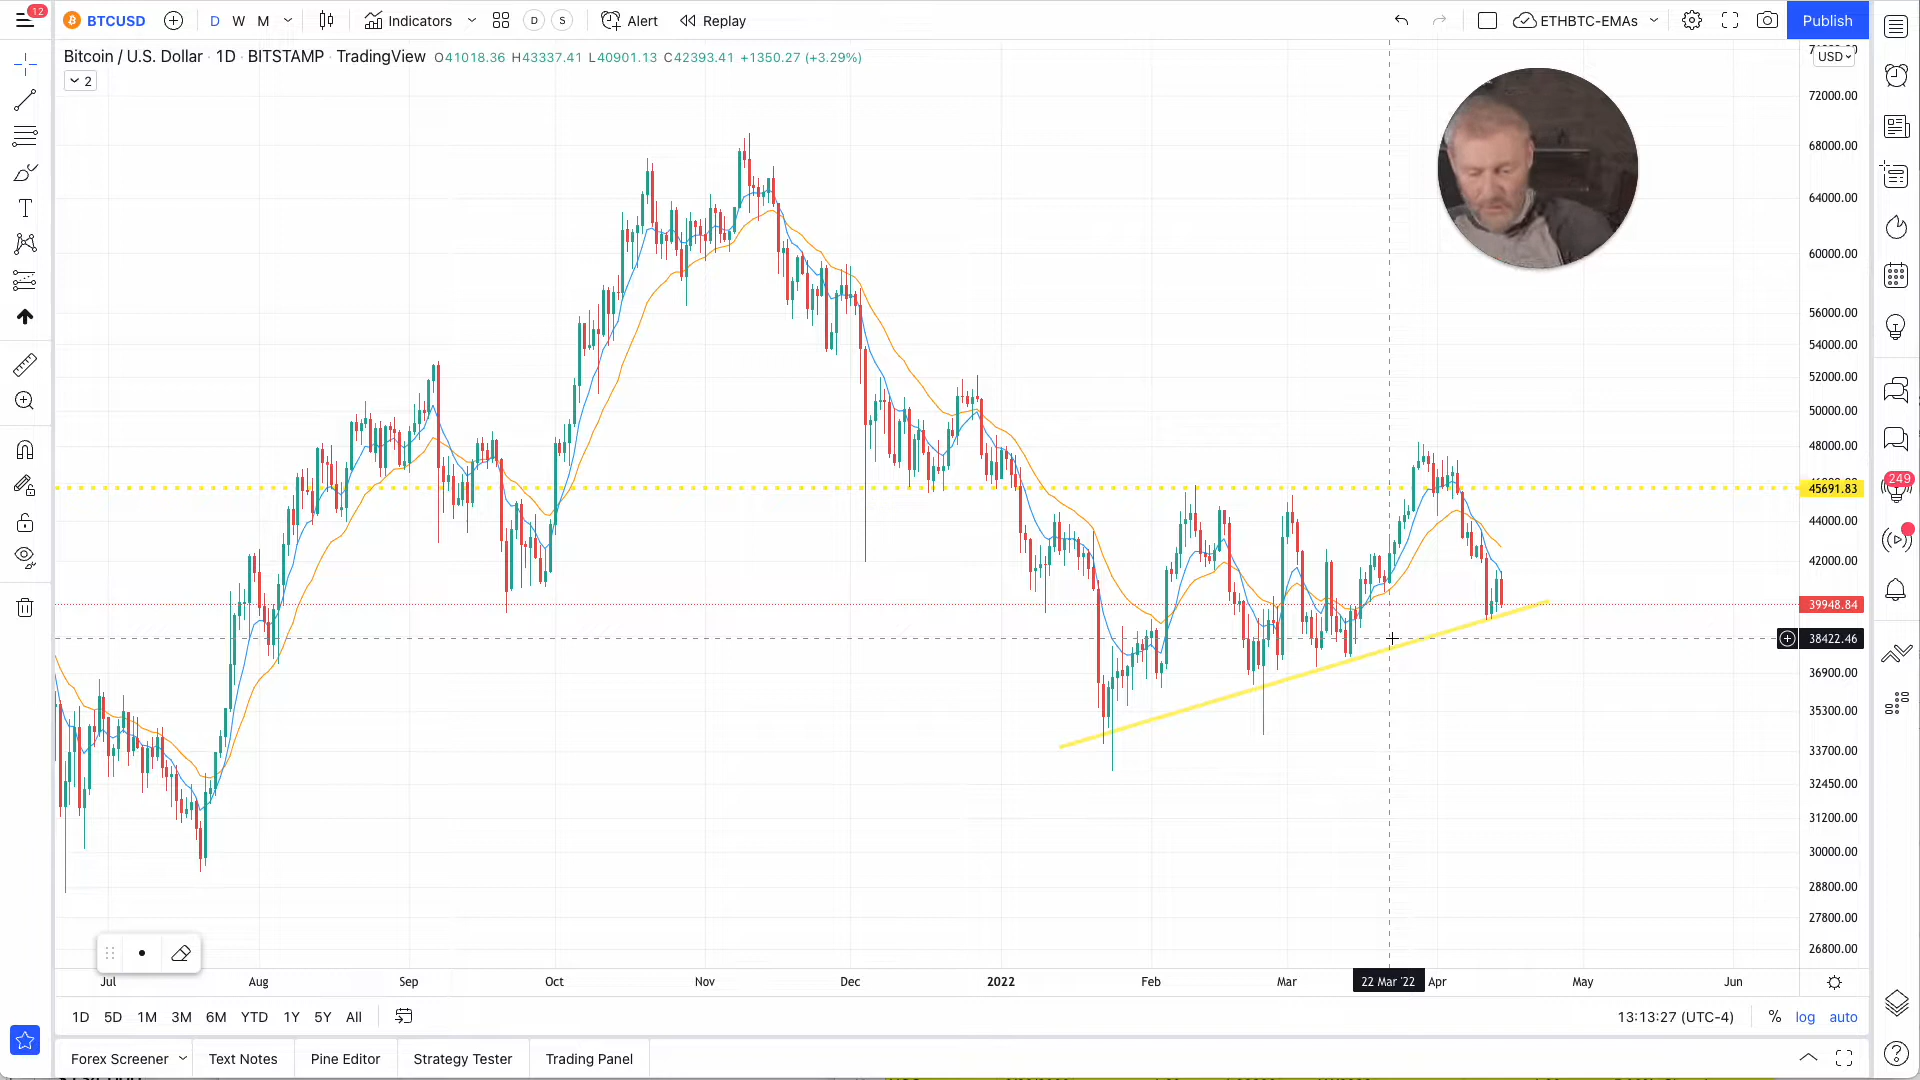 12
BTCUSD
D W M
Indicators
D
S
Alert
Replay
ETHBTC-EMAs
Publish
Bitcoin / U.S. Dollar · 1D · BITSTAMP · TradingView O41018.36 H43337.41 L40901.13 C42393.41 +1350.27 (+3.29%)
2
USD
72000.00
68000.00
64000.00
60000.00
56000.00
54000.00
52000.00
50000.00
48000.00
45691.83
249
44000.00
42000.00
39948.84
38422.46
36900.00
35300.00
33700.00
32450.00
31200.00
30000.00
28800.00
27800.00
26800.00
Jul Aug Sep Oct Nov Dec 2022 Feb Mar 22 Mar '22 Apr May Jun
1D 5D 1M 3M 6M YTD 1Y 5Y All
13:13:27 (UTC-4) % log auto
Forex Screener Text Notes Pine Editor Strategy Tester Trading Panel